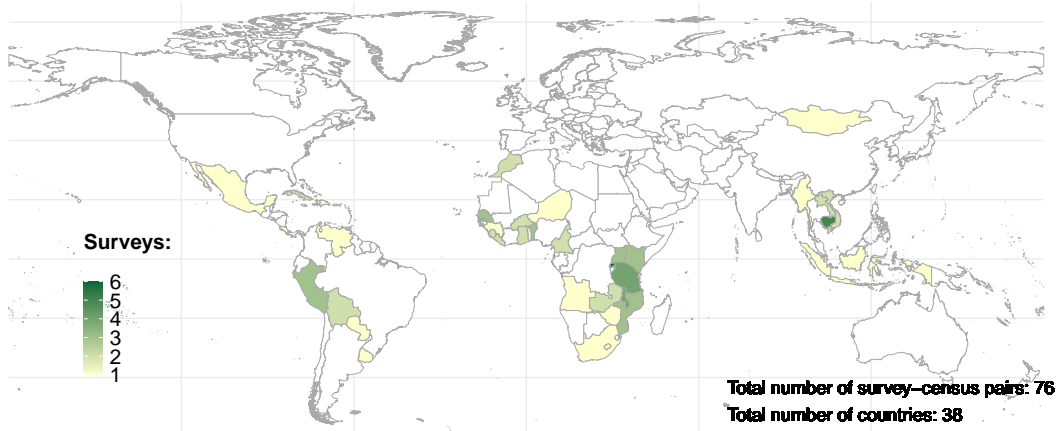 Surveys:
6
5
4
3
2
1
Total number of survey−census pairs: 76
Total number of countries: 38